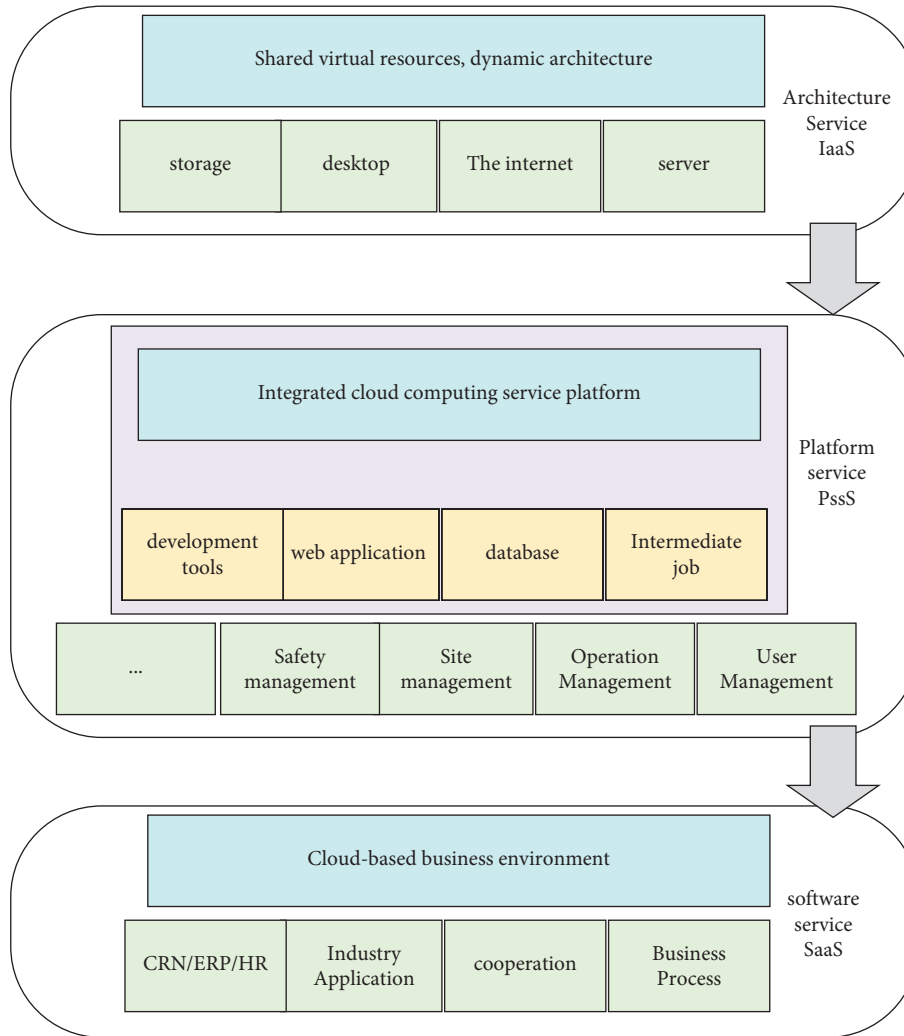 Shared virtual resources, dynamic architecture
Architecture
Service
IaaS
storage
desktop
The internet
server
Integrated cloud computing service platform
Platform
service
PssS
development
tools
web application
database
Intermediate
job
...
Safety
management
Site
management
Operation
Management
User
Management
Cloud-based business environment
software
service
SaaS
CRN/ERP/HR
Industry
Application
cooperation
Business
Process